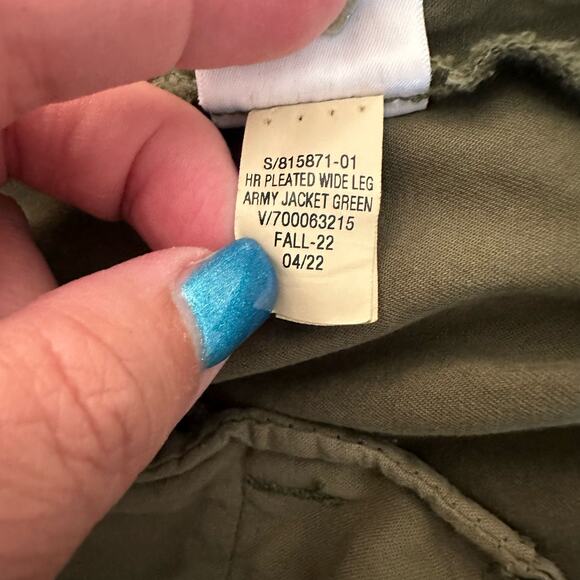 S/815871-01
HR PLEATED WIDE LEG
ARMY JACKET GREEN
V/700063215
FALL-22
04/22